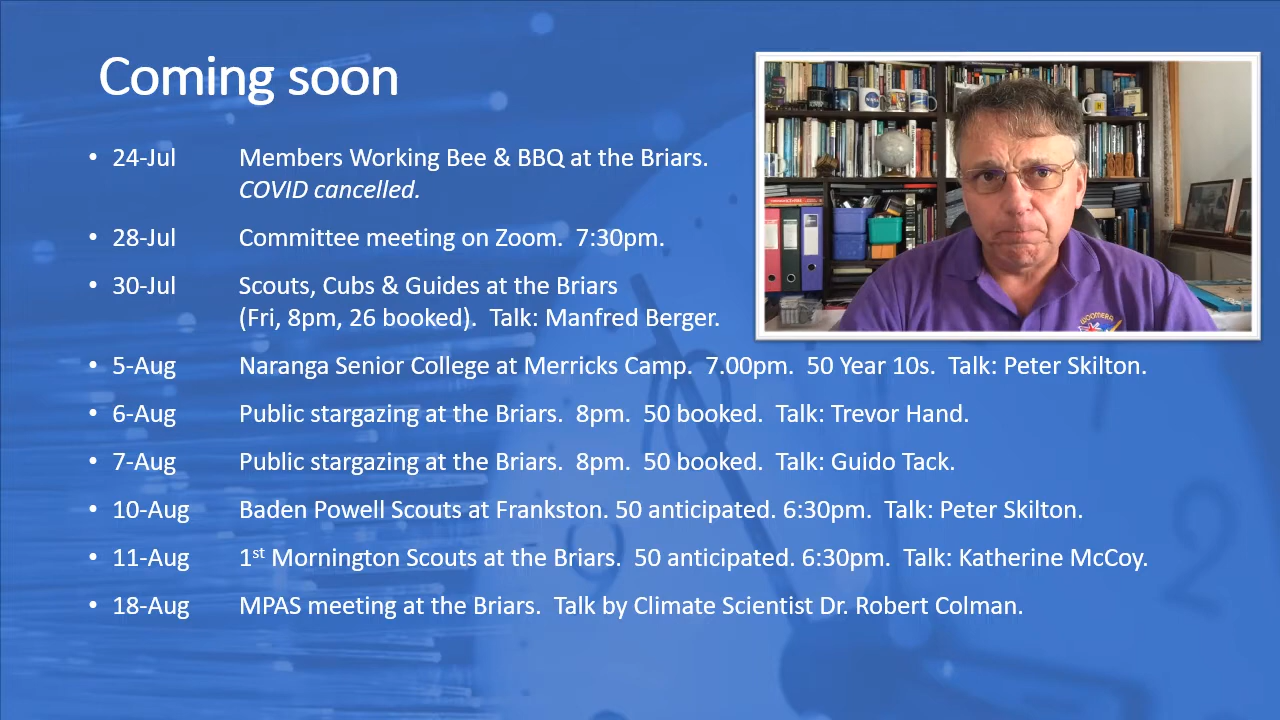 Coming soon
• 24-Jul Members Working Bee & BBQ at the Briars.
COVID cancelled.
• 28-Jul Committee meeting on Zoom. 7:30pm.
• 30-Jul Scouts, Cubs & Guides at the Briars
(Fri, 8pm, 26 booked). Talk: Manfred Berger.
• 5-Aug Naranga Senior College at Merricks Camp. 7.00pm. 50 Year 10s. Talk: Peter Skilton.
• 6-Aug Public stargazing at the Briars. 8pm. 50 booked. Talk: Trevor Hand.
• 7-Aug Public stargazing at the Briars. 8pm. 50 booked. Talk: Guido Tack.
• 10-Aug Baden Powell Scouts at Frankston. 50 anticipated. 6:30pm. Talk: Peter Skilton.
• 11-Aug 1st Mornington Scouts at the Briars. 50 anticipated. 6:30pm. Talk: Katherine McCoy.
• 18-Aug MPAS meeting at the Briars. Talk by Climate Scientist Dr. Robert Colman.
WOOMERA
1
2
9